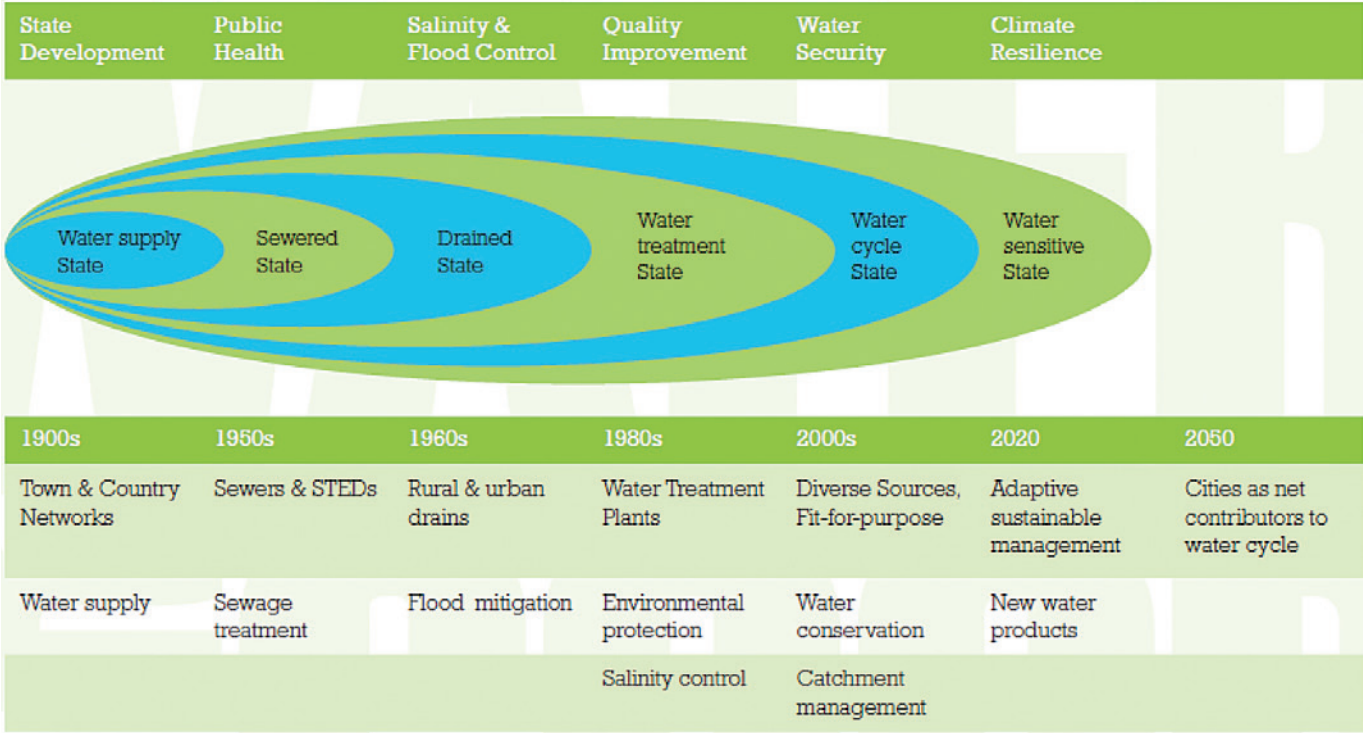 State
Development
Public
Health
Salinity &
Flood Control
Quality
Improvement
Water
Security
Climate
Resilience
Water supply
State
Sewered
State
Drained
State
Water
treatment
State
Water
cycle
State
Water
sensitive
State
1900s
1950s
1960s
1980s
2000s
2020
2050
Town & Country
Networks
Sewers & STEDs
Rural & urban
drains
Water Treatment
Plants
Diverse Sources,
Fit-for-purpose
Adaptive
sustainable
management
Cities as net
contributors to
water cycle
Water supply
Sewage
treatment
Flood mitigation
Environmental
protection
Water
conservation
New water
products
Salinity control
Catchment
management